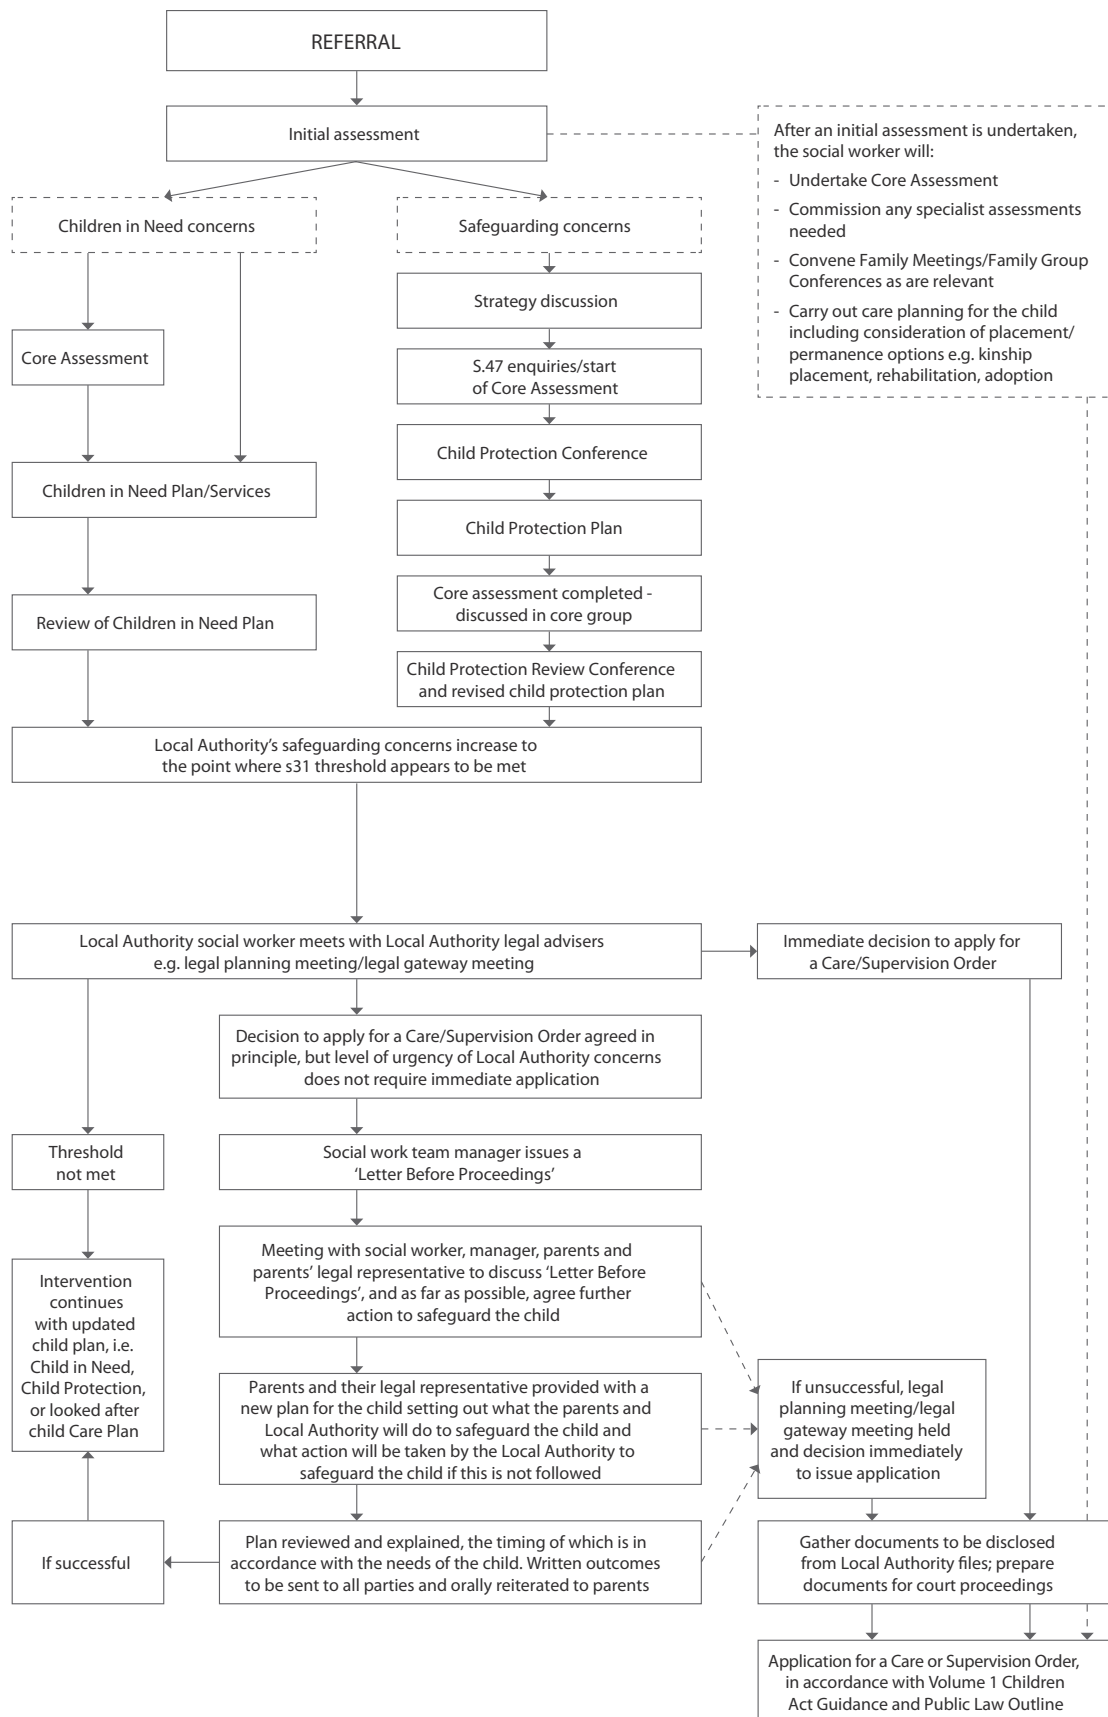 REFERRAL
Initial assessment
After an initial assessment is undertaken,
the social worker will:
- Undertake Core Assessment
- Commission any specialist assessments
needed
- Convene Family Meetings/Family Group
Conferences as are relevant
- Carry out care planning for the child
including consideration of placement/
permanence options e.g. kinship
placement, rehabilitation, adoption
Children in Need concerns
Safeguarding concerns
Strategy discussion
Core Assessment
S.47 enquiries/start
of Core Assessment
Child Protection Conference
Children in Need Plan/Services
Child Protection Plan
Core assessment completed -
discussed in core group
Review of Children in Need Plan
Child Protection Review Conference
and revised child protection plan
Local Authority's safeguarding concerns increase to
the point where s31 threshold appears to be met
Local Authority social worker meets with Local Authority legal advisers
e.g. legal planning meeting/legal gateway meeting
Immediate decision to apply for
a Care/Supervision Order
Decision to apply for a Care/Supervision Order agreed in
principle, but level of urgency of Local Authority concerns
does not require immediate application
Threshold
not met
Social work team manager issues a
‘Letter Before Proceedings’
Meeting with social worker, manager, parents and
parents’ legal representative to discuss ‘Letter Before
Proceedings’, and as far as possible, agree further
action to safeguard the child
Intervention
continues
with updated
child plan, i.e.
Child in Need,
Child Protection,
or looked after
child Care Plan
Parents and their legal representative provided with a
new plan for the child setting out what the parents and
Local Authority will do to safeguard the child and
what action will be taken by the Local Authority to
safeguard the child if this is not followed
If unsuccessful, legal
planning meeting/legal
gateway meeting held
and decision immediately
to issue application
If successful
Plan reviewed and explained, the timing of which is in
accordance with the needs of the child. Written outcomes
to be sent to all parties and orally reiterated to parents
Gather documents to be disclosed
from Local Authority files; prepare
documents for court proceedings
Application for a Care or Supervision Order,
in accordance with Volume 1 Children
Act Guidance and Public Law Outline